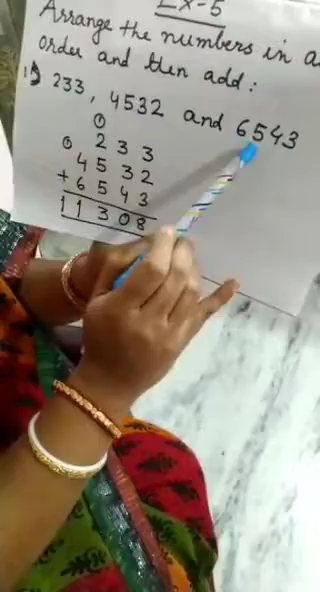 Ex-5
Arrange the numbers in a
order and then add:
1) 233, 4532 and 6543
0
0 2 3 3
4 5 3 2
+ 6 5 4 3
1 1 3 0 8